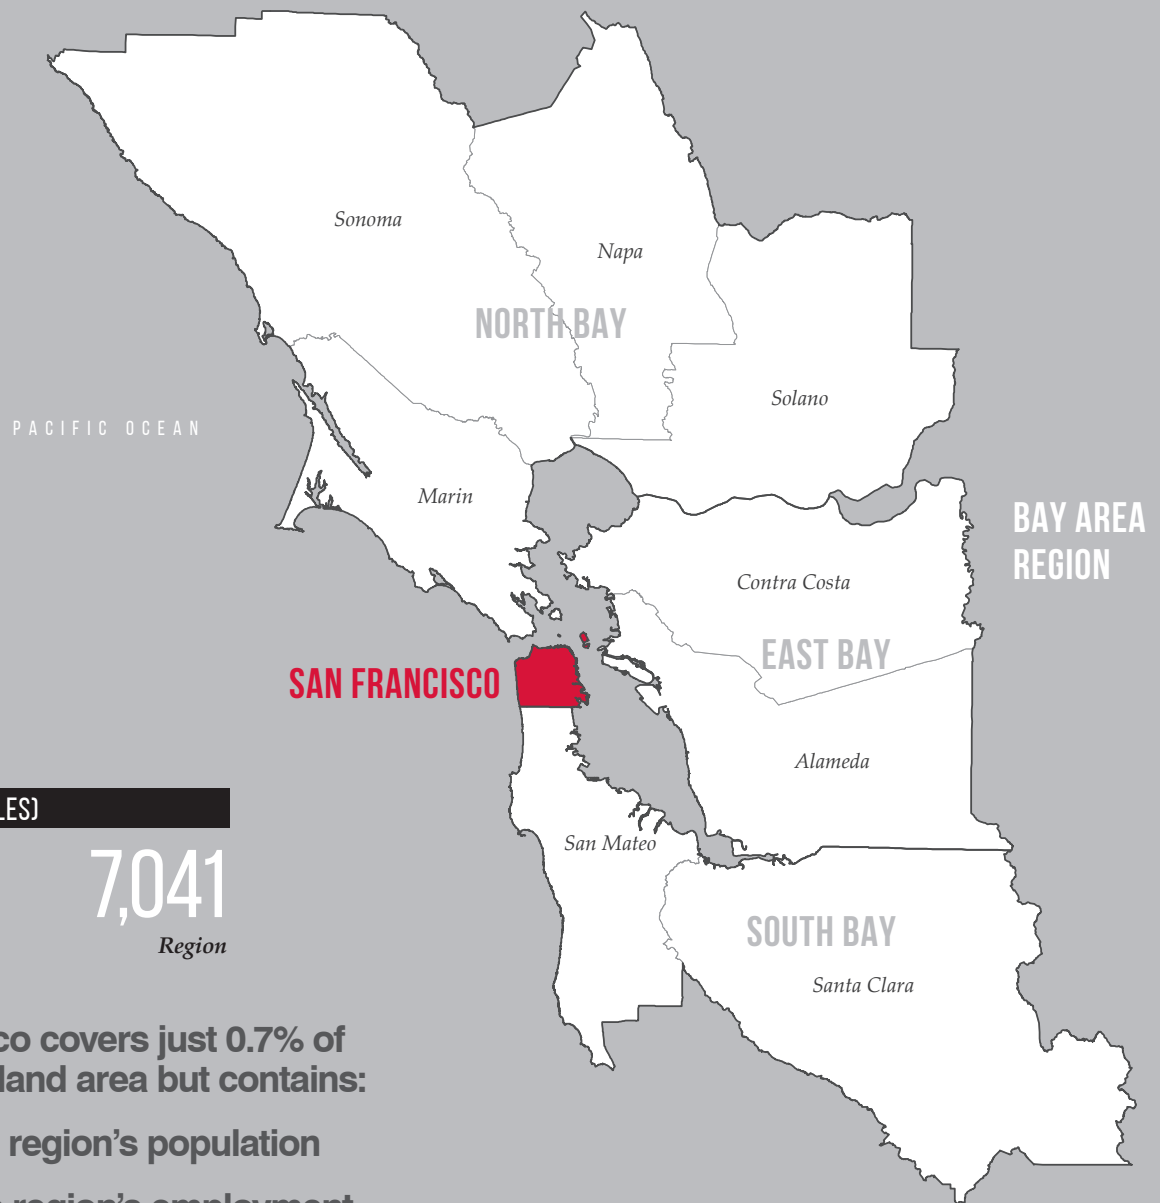 Sonoma
Napa
NORTH BAY
Solano
PACIFIC OCEAN
Marin
BAY AREA
REGION
Contra Costa
EAST BAY
SAN FRANCISCO
Alameda
LES)
San Mateo
7,041
Region
SOUTH BAY
Santa Clara
co covers just 0.7% of
land area but contains:
region's population
region's employment